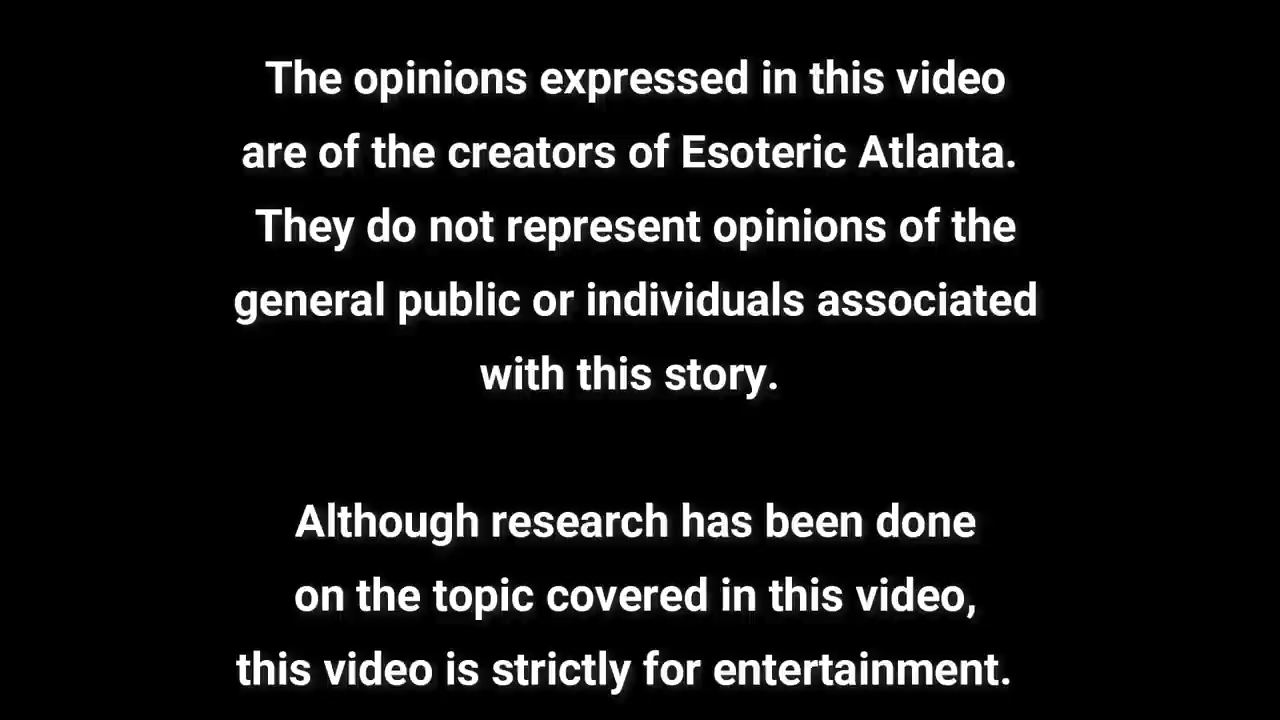 The opinions expressed in this video
are of the creators of Esoteric Atlanta.
They do not represent opinions of the
general public or individuals associated
with this story.
Although research has been done
on the topic covered in this video,
this video is strictly for entertainment.